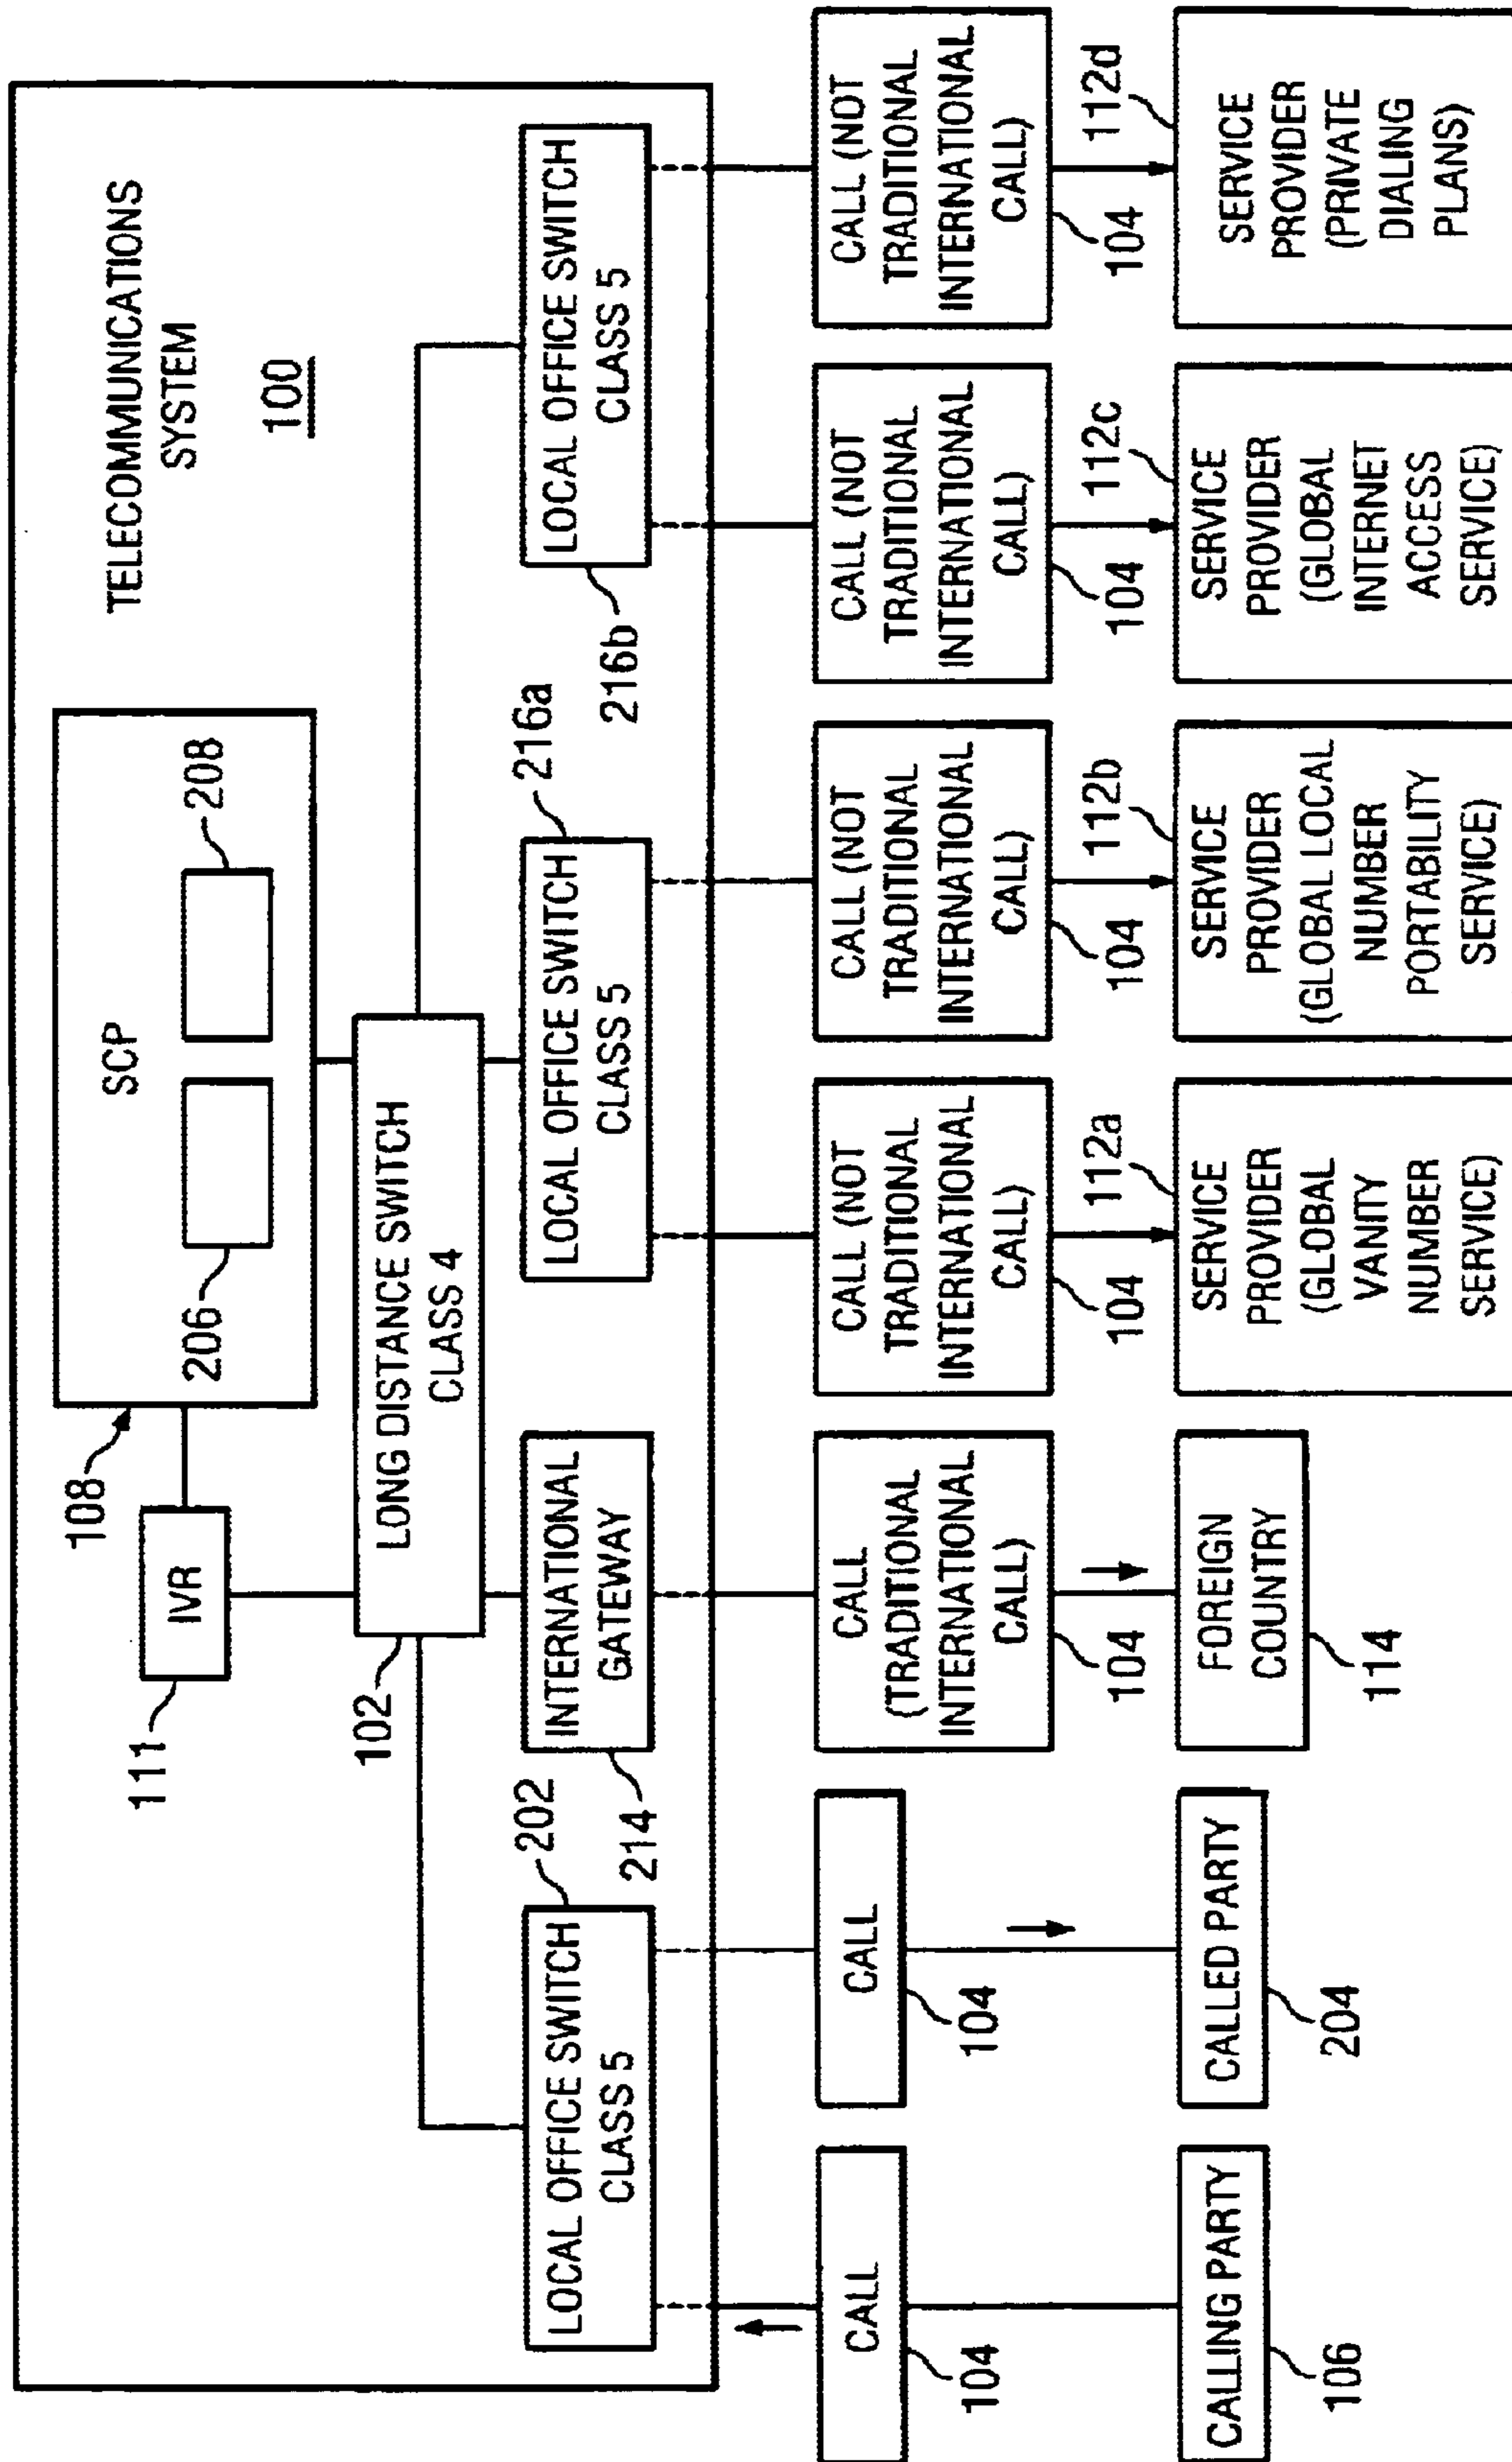 TELECOMMUNICATIONS
SYSTEM
100
SCP
206
208
108
IVR
111
LONG DISTANCE SWITCH
CLASS 4
102
LOCAL OFFICE SWITCH
CLASS 5
202
INTERNATIONAL
GATEWAY
214
LOCAL OFFICE SWITCH
CLASS 5
216a
LOCAL OFFICE SWITCH
CLASS 5
216b
CALL
104
CALL
104
CALL
(TRADITIONAL
INTERNATIONAL
CALL)
104
CALL (NOT
TRADITIONAL
INTERNATIONAL
CALL)
104
CALL (NOT
TRADITIONAL
INTERNATIONAL
CALL)
104
CALL (NOT
TRADITIONAL
INTERNATIONAL
CALL)
104
CALL (NOT
TRADITIONAL
INTERNATIONAL
CALL)
104
CALLING PARTY
106
CALLED PARTY
204
FOREIGN
COUNTRY
114
112a
SERVICE
PROVIDER
(GLOBAL
VANITY
NUMBER
SERVICE)
112b
SERVICE
PROVIDER
(GLOBAL LOCAL
NUMBER
PORTABILITY
SERVICE)
112c
SERVICE
PROVIDER
(GLOBAL
INTERNET
ACCESS
SERVICE)
112d
SERVICE
PROVIDER
(PRIVATE
DIALING
PLANS)